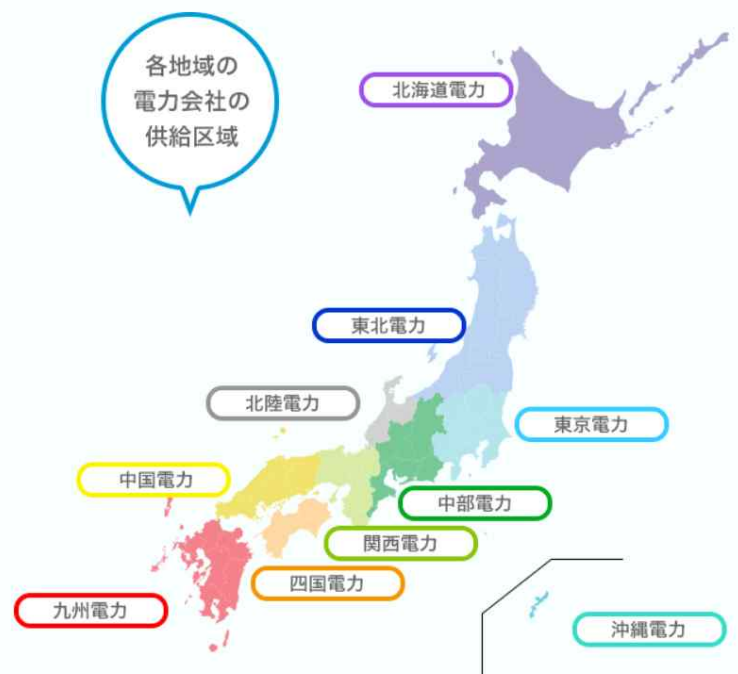 各地域の
電力会社の
供給区域
北海道電力
東北電力
北陸電力
東京電力
中国電力
中部電力
関西電力
四国電力
九州電力
沖縄電力